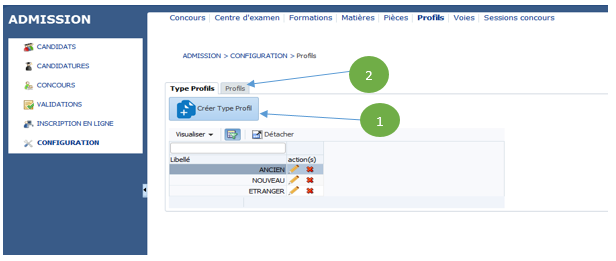 ADMISSION
Concours | Centre d'examen | Formations | Matières | Pièces | Profils | Voies | Sessions concours
CANDIDATS
CANDIDATURES
CONCOURS
VALIDATIONS
INSCRIPTION EN LIGNE
CONFIGURATION
ADMISSION > CONFIGURATION > Profils
2
Type Profils Profils
Créer Type Profil
1
Visualiser Détacher
Libellé action(s)
ANCIEN
NOUVEAU
ETRANGER